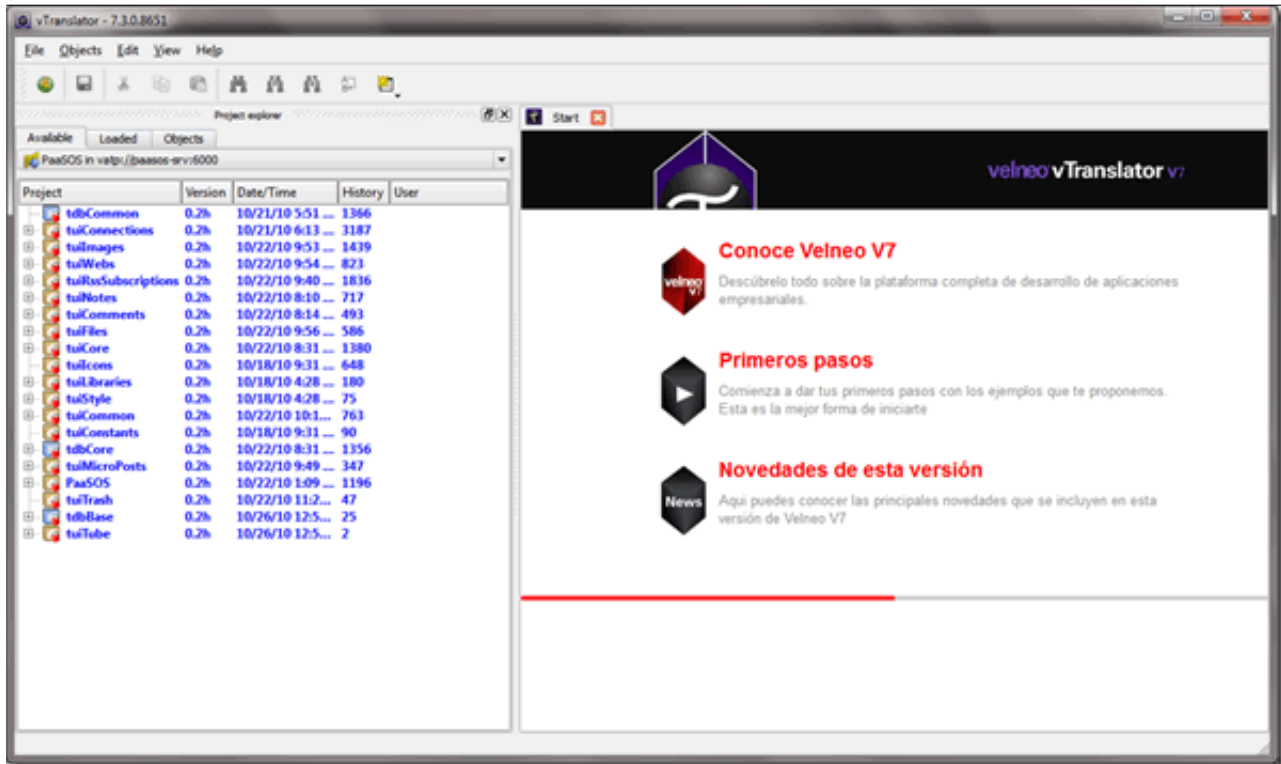 vTranslator - 7.3.0.8651
File Objects Edit View Help
Project explorer
Start
Available Loaded Objects
PaaSOS in vatp://paasos-srv:6000
Project Version Date/Time History User
tdbCommon 0.2h 10/21/10 5:51 ... 1366
tuiConnections 0.2h 10/21/10 6:13 ... 3187
tuiImages 0.2h 10/22/10 9:53 ... 1439
tuiWebs 0.2h 10/22/10 9:54 ... 823
tuiRssSubscriptions 0.2h 10/22/10 9:40 ... 1836
tuiNotes 0.2h 10/22/10 8:10 ... 717
tuiComments 0.2h 10/22/10 8:14 ... 493
tuiFiles 0.2h 10/22/10 9:56 ... 586
tuiCore 0.2h 10/22/10 8:31 ... 1380
tuiIcons 0.2h 10/18/10 9:31 ... 648
tuiLibraries 0.2h 10/18/10 4:28 ... 180
tuiStyle 0.2h 10/18/10 4:28 ... 75
tuiCommon 0.2h 10/22/10 10:1... 763
tuiConstants 0.2h 10/18/10 9:31 ... 90
tdbCore 0.2h 10/22/10 8:31 ... 1356
tuiMicroPosts 0.2h 10/22/10 9:49 ... 347
PaaSOS 0.2h 10/22/10 1:09 ... 1196
tuiTrash 0.2h 10/22/10 11:2... 47
tdbBase 0.2h 10/26/10 12:5... 25
tuiTube 0.2h 10/26/10 12:5... 2
velneo vTranslator V7
velneo V7
Conoce Velneo V7
Descúbrelo todo sobre la plataforma completa de desarrollo de aplicaciones
empresariales.
Primeros pasos
Comienza a dar tus primeros pasos con los ejemplos que te proponemos.
Esta es la mejor forma de iniciarte
News
Novedades de esta versión
Aqui puedes conocer las principales novedades que se incluyen en esta
versión de Velneo V7